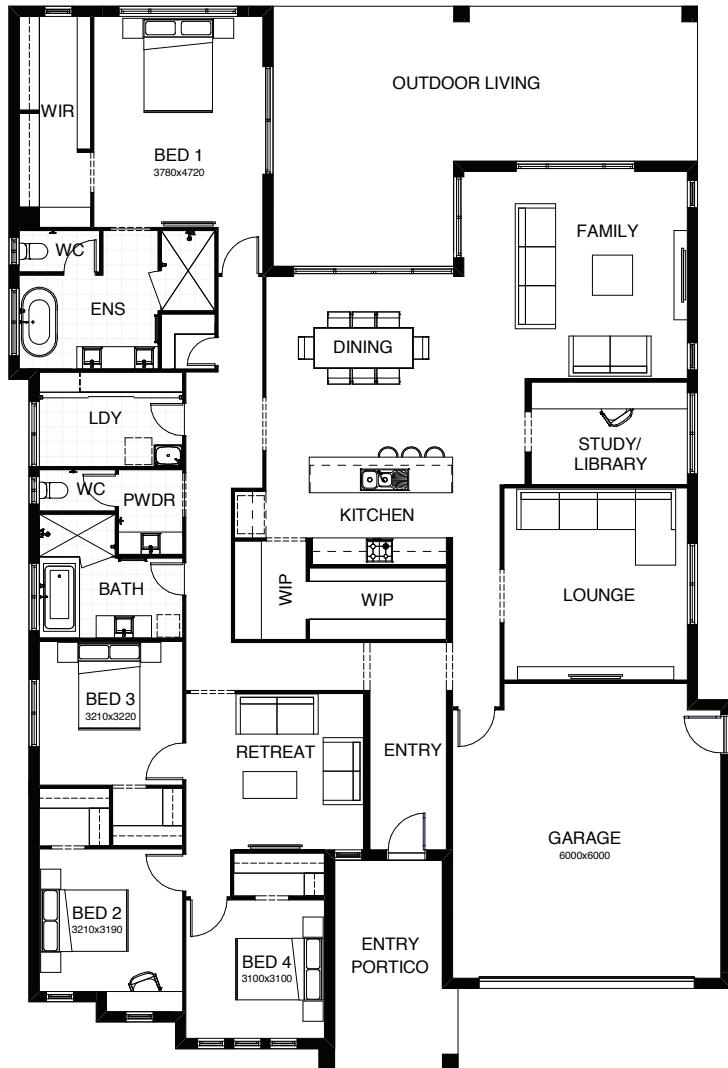 OUTDOOR LIVING
WIR
BED 1
3780x4720
FAMILY
WC
ENS
DINING
LDY
STUDY/
LIBRARY
WC
PWDR
KITCHEN
BATH
WIP
WIP
LOUNGE
BED 3
3210x3220
RETREAT
ENTRY
GARAGE
6000x6000
BED 2
3210x3190
BED 4
3100x3100
ENTRY
PORTICO